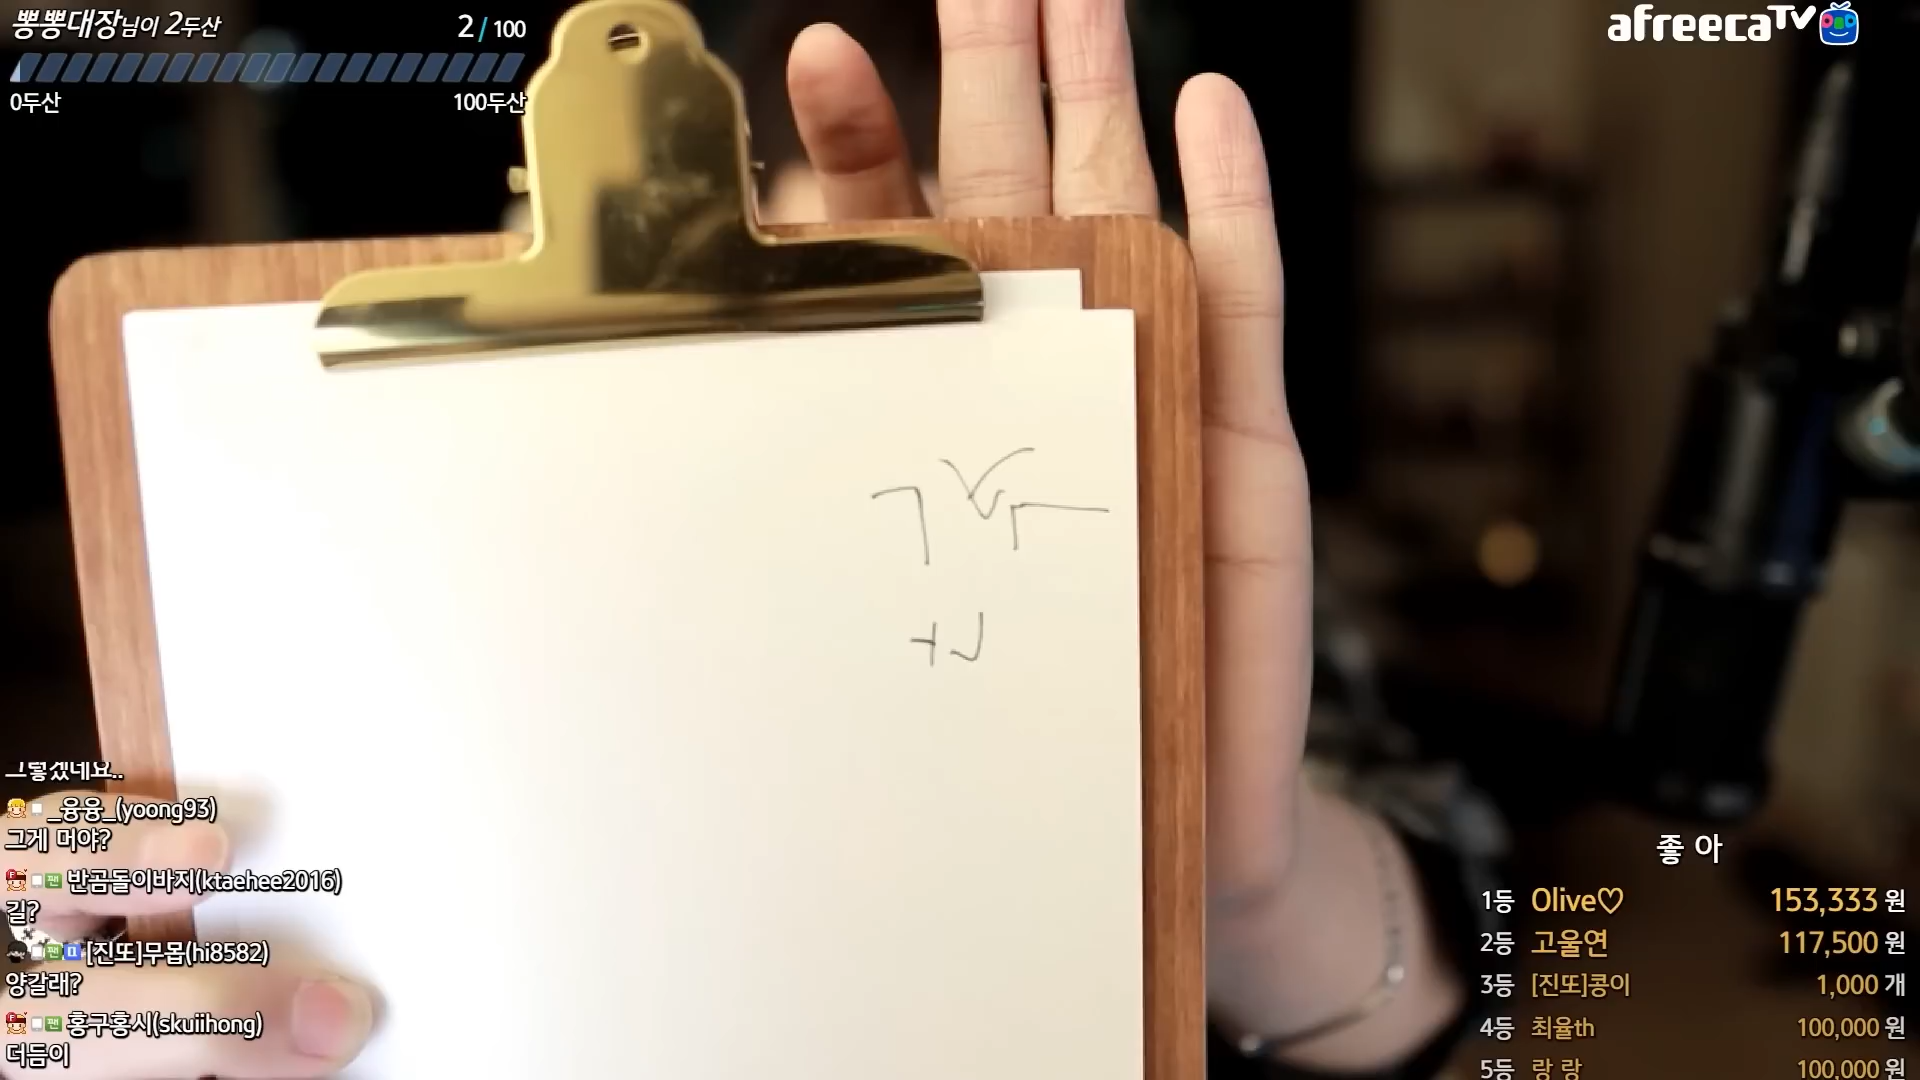 뽕뽕대장님이 2두산
2 / 100
0두산 100두산
afreecaTV
그렇겠네요..
_융융_(yoong93)
그게 머야?
반곰돌이바지(ktaehee2016)
길?
[진또]무몹(hi8582)
양갈래?
홍구홍시(skuiihong)
더듬이
좋 아
1등 Olive♡ 153,333 원
2등 고울연 117,500 원
3등 [진또]콩이 1,000 개
4등 최율th 100,000 원
5등 랑 랑 100,000 원